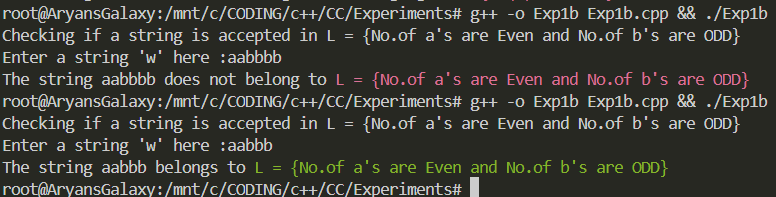 root@AryansGalaxy:/mnt/c/CODING/c++/CC/Experiments# g++ -o Exp1b Exp1b.cpp && ./Exp1b
Checking if a string is accepted in L = {No.of a's are Even and No.of b's are ODD}
Enter a string 'w' here :aabbbb
The string aabbbb does not belong to L = {No.of a's are Even and No.of b's are ODD}
root@AryansGalaxy:/mnt/c/CODING/c++/CC/Experiments# g++ -o Exp1b Exp1b.cpp && ./Exp1b
Checking if a string is accepted in L = {No.of a's are Even and No.of b's are ODD}
Enter a string 'w' here :aabbb
The string aabbb belongs to L = {No.of a's are Even and No.of b's are ODD}
root@AryansGalaxy:/mnt/c/CODING/c++/CC/Experiments#